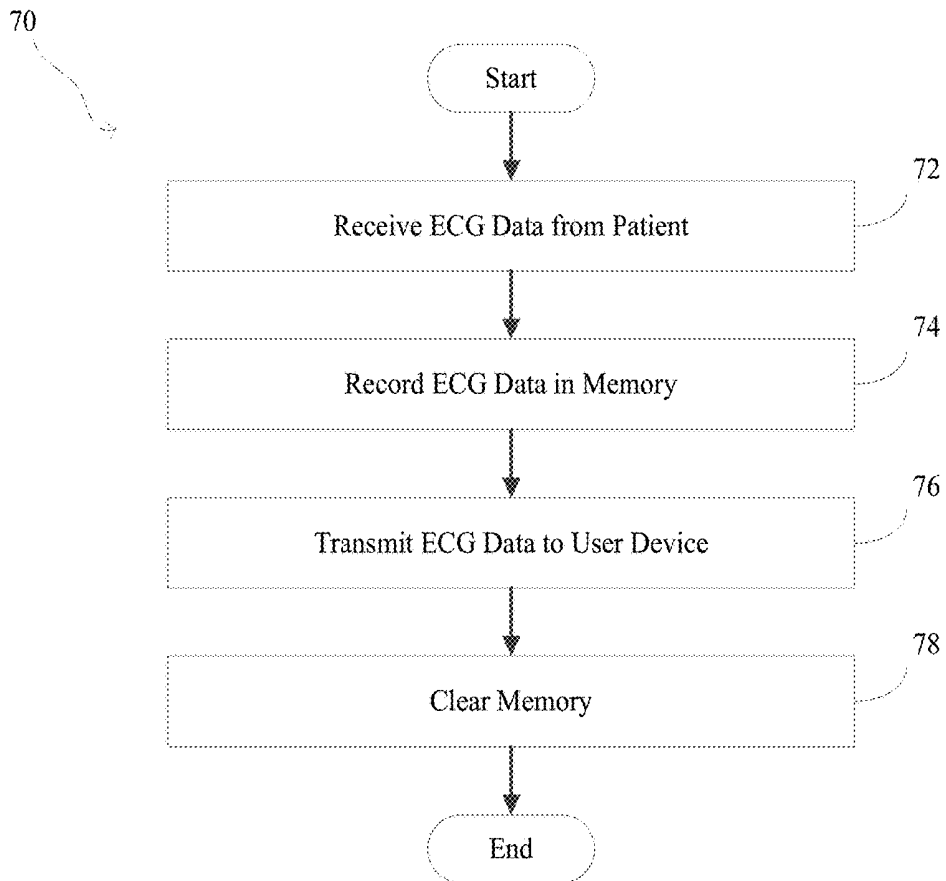 70
Start
72
Receive ECG Data from Patient
74
Record ECG Data in Memory
76
Transmit ECG Data to User Device
78
Clear Memory
End